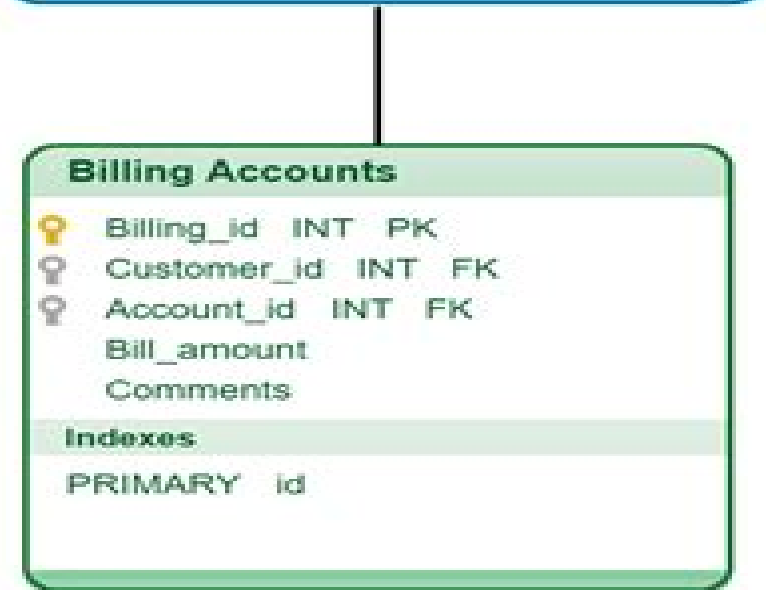 Billing Accounts
Billing_id INT PK
Customer_id INT FK
Account_id INT FK
Bill_amount
Comments
Indexes
PRIMARY id